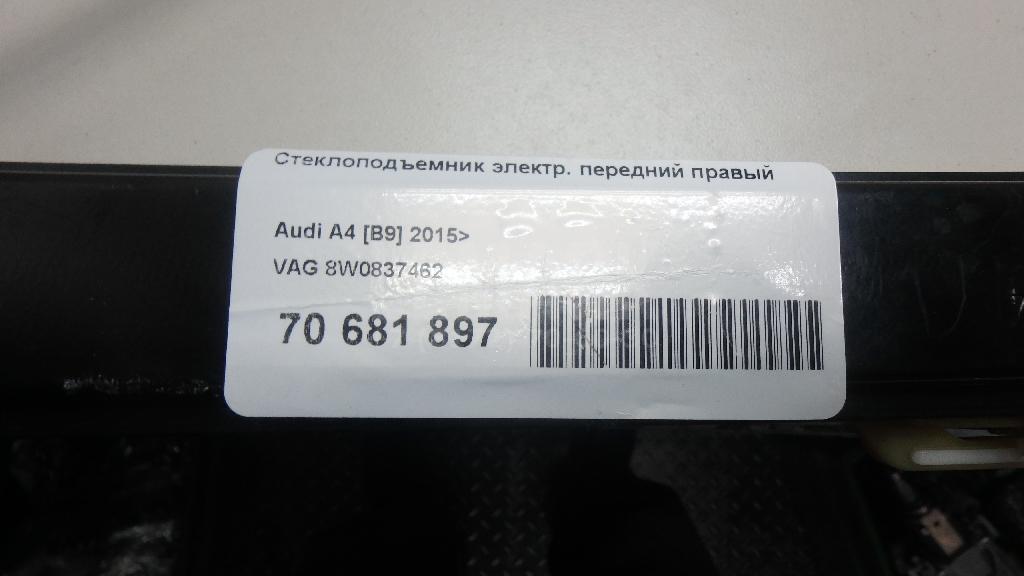 Стеклоподъемник электр. передний правый
Audi A4 [B9] 2015>
VAG 8W0837462
70 681 897